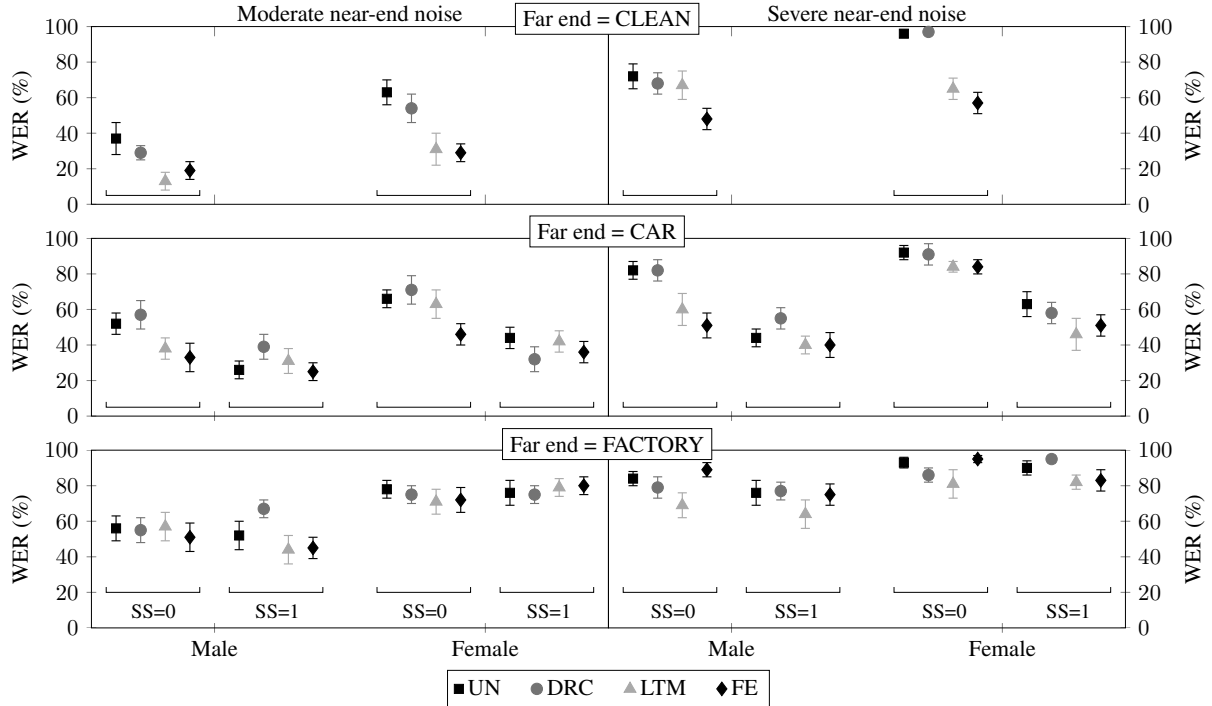 Moderate near-end noise
Far end = CLEAN
Severe near-end noise
WER (%)
100
80
60
40
20
0
100
80
60
40
20
0
WER (%)
Far end = CAR
WER (%)
100
80
60
40
20
0
100
80
60
40
20
0
WER (%)
Far end = FACTORY
WER (%)
100
80
60
40
20
0
100
80
60
40
20
0
WER (%)
SS=0 SS=1 SS=0 SS=1 SS=0 SS=1 SS=0 SS=1
Male Female Male Female
UN DRC LTM FE